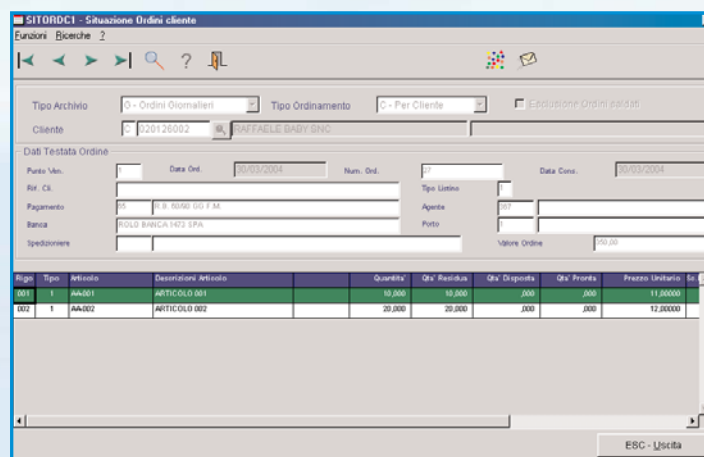 SITORDC1 - Situazione Ordini cliente
Funzioni Ricerche ?
Tipo Archivio O - Ordini Giornalieri Tipo Ordinamento C - Per Cliente Esclusione Ordini saldati
Cliente C 020126002 RAFFAELE BABY SNC
Dati Testata Ordine
Punto Ven. 1 Data Ord. 30/03/2004 Num. Ord. 27 Data Cons. 30/03/2004
Rif. Cli. Tipo Listino 1
Pagamento 65 R.B. 60/90 GG F.M. Agente 367
Banca ROLO BANCA 1473 SPA Porto 1
Spedizioniere Valore Ordine 350,00
Rigo Tipo Articolo Descrizioni Articolo Quantita' Qta' Residua Qta' Disposta Qta' Pronta Prezzo Unitario
001 1 AA001 ARTICOLO 001 10,000 10,000 ,000 ,000 11,00000
002 1 AA002 ARTICOLO 002 20,000 20,000 ,000 ,000 12,00000
ESC - Uscita